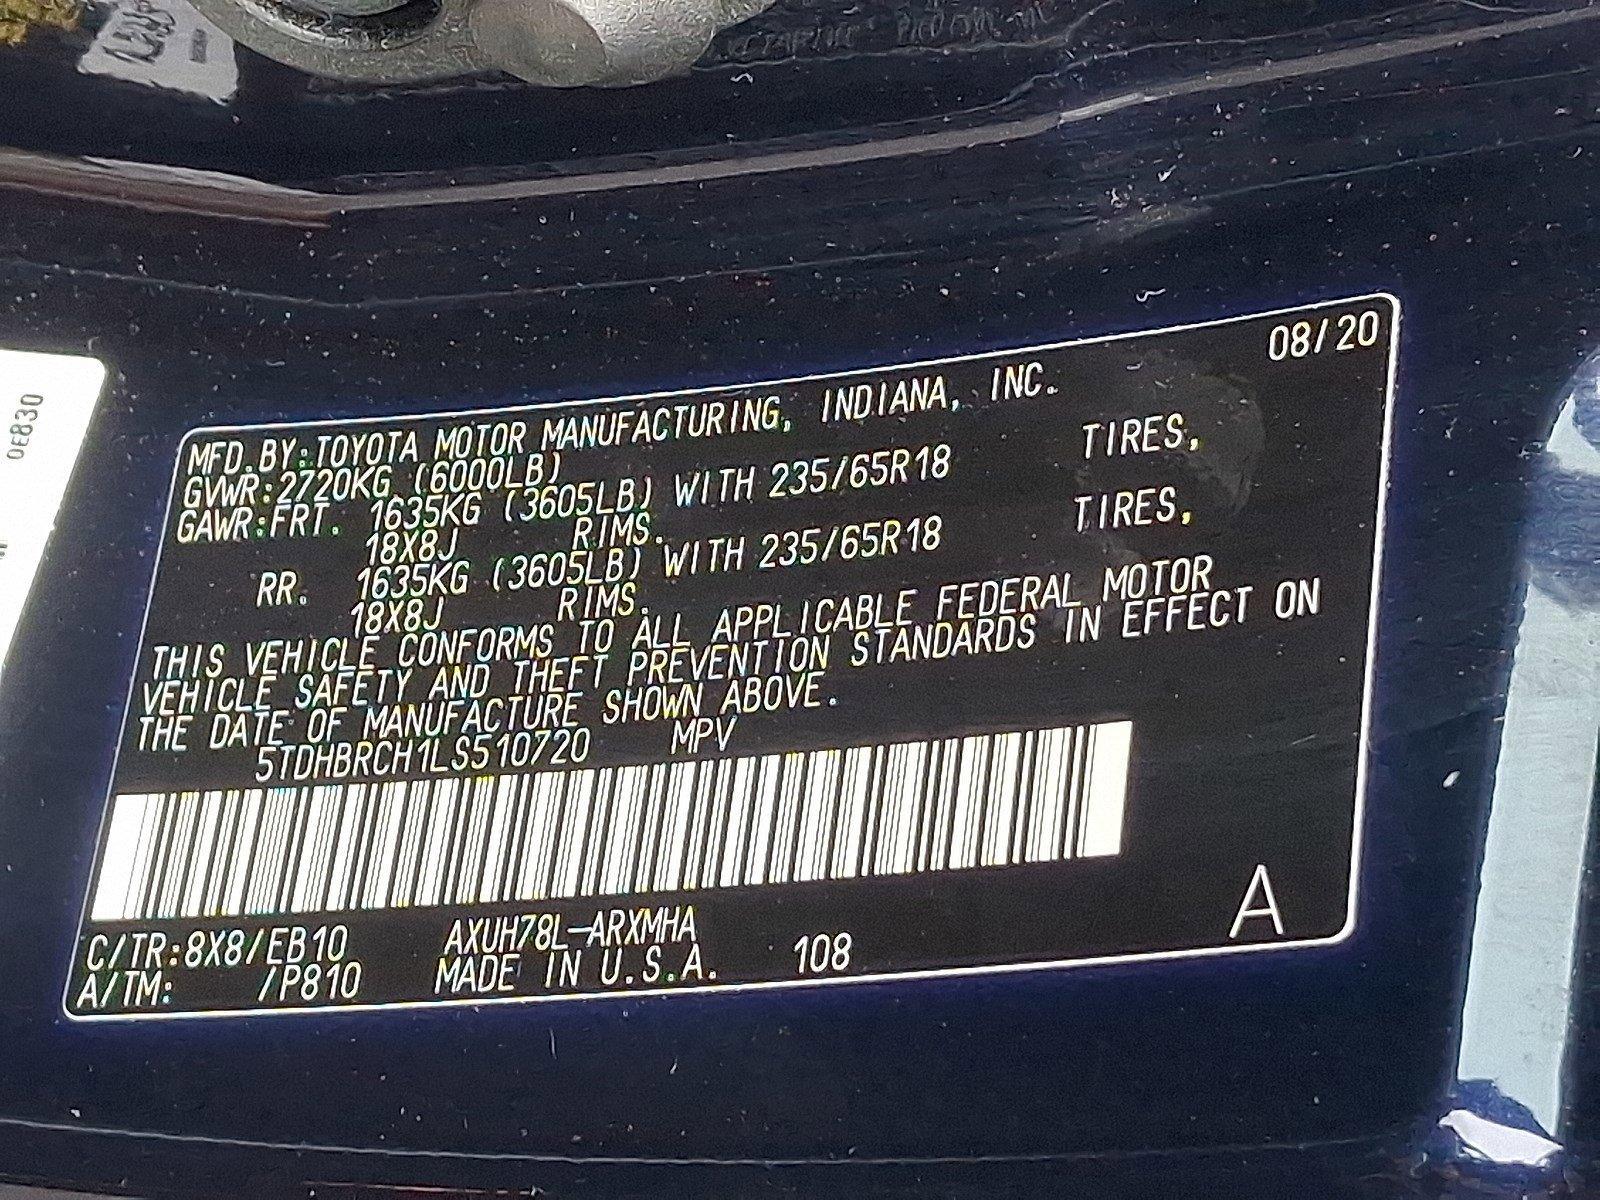 0E830
08/20
MFD.BY:TOYOTA MOTOR MANUFACTURING, INDIANA, INC.
GVWR:2720KG (6000LB)
GAWR:FRT. 1635KG (3605LB) WITH 235/65R18 TIRES,
18X8J RIMS.
RR. 1635KG (3605LB) WITH 235/65R18 TIRES,
18X8J RIMS.
THIS VEHICLE CONFORMS TO ALL APPLICABLE FEDERAL MOTOR
VEHICLE SAFETY AND THEFT PREVENTION STANDARDS IN EFFECT ON
THE DATE OF MANUFACTURE SHOWN ABOVE.
5TDHBRCH1LS510720 MPV
C/TR:8X8/EB10 AXUH78L-ARXMHA
A/TM: /P810 MADE IN U.S.A. 108 A